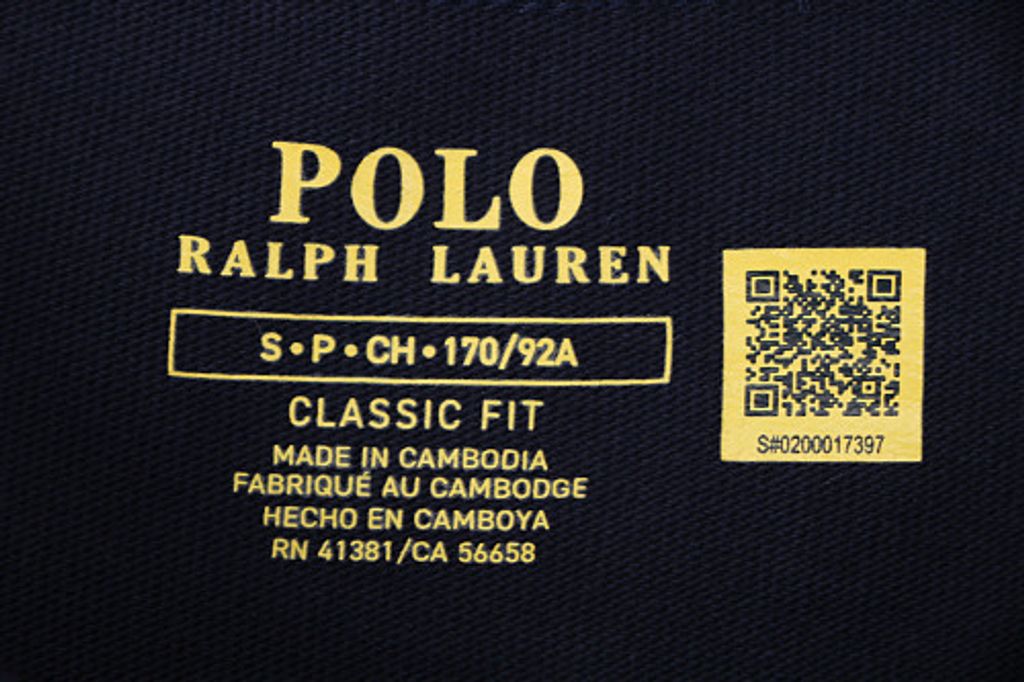 POLO
RALPH LAUREN
S•P•CH•170/92A
CLASSIC FIT
MADE IN CAMBODIA
FABRIQUÉ AU CAMBODGE
HECHO EN CAMBOYA
RN 41381/CA 56658
S#0200017397